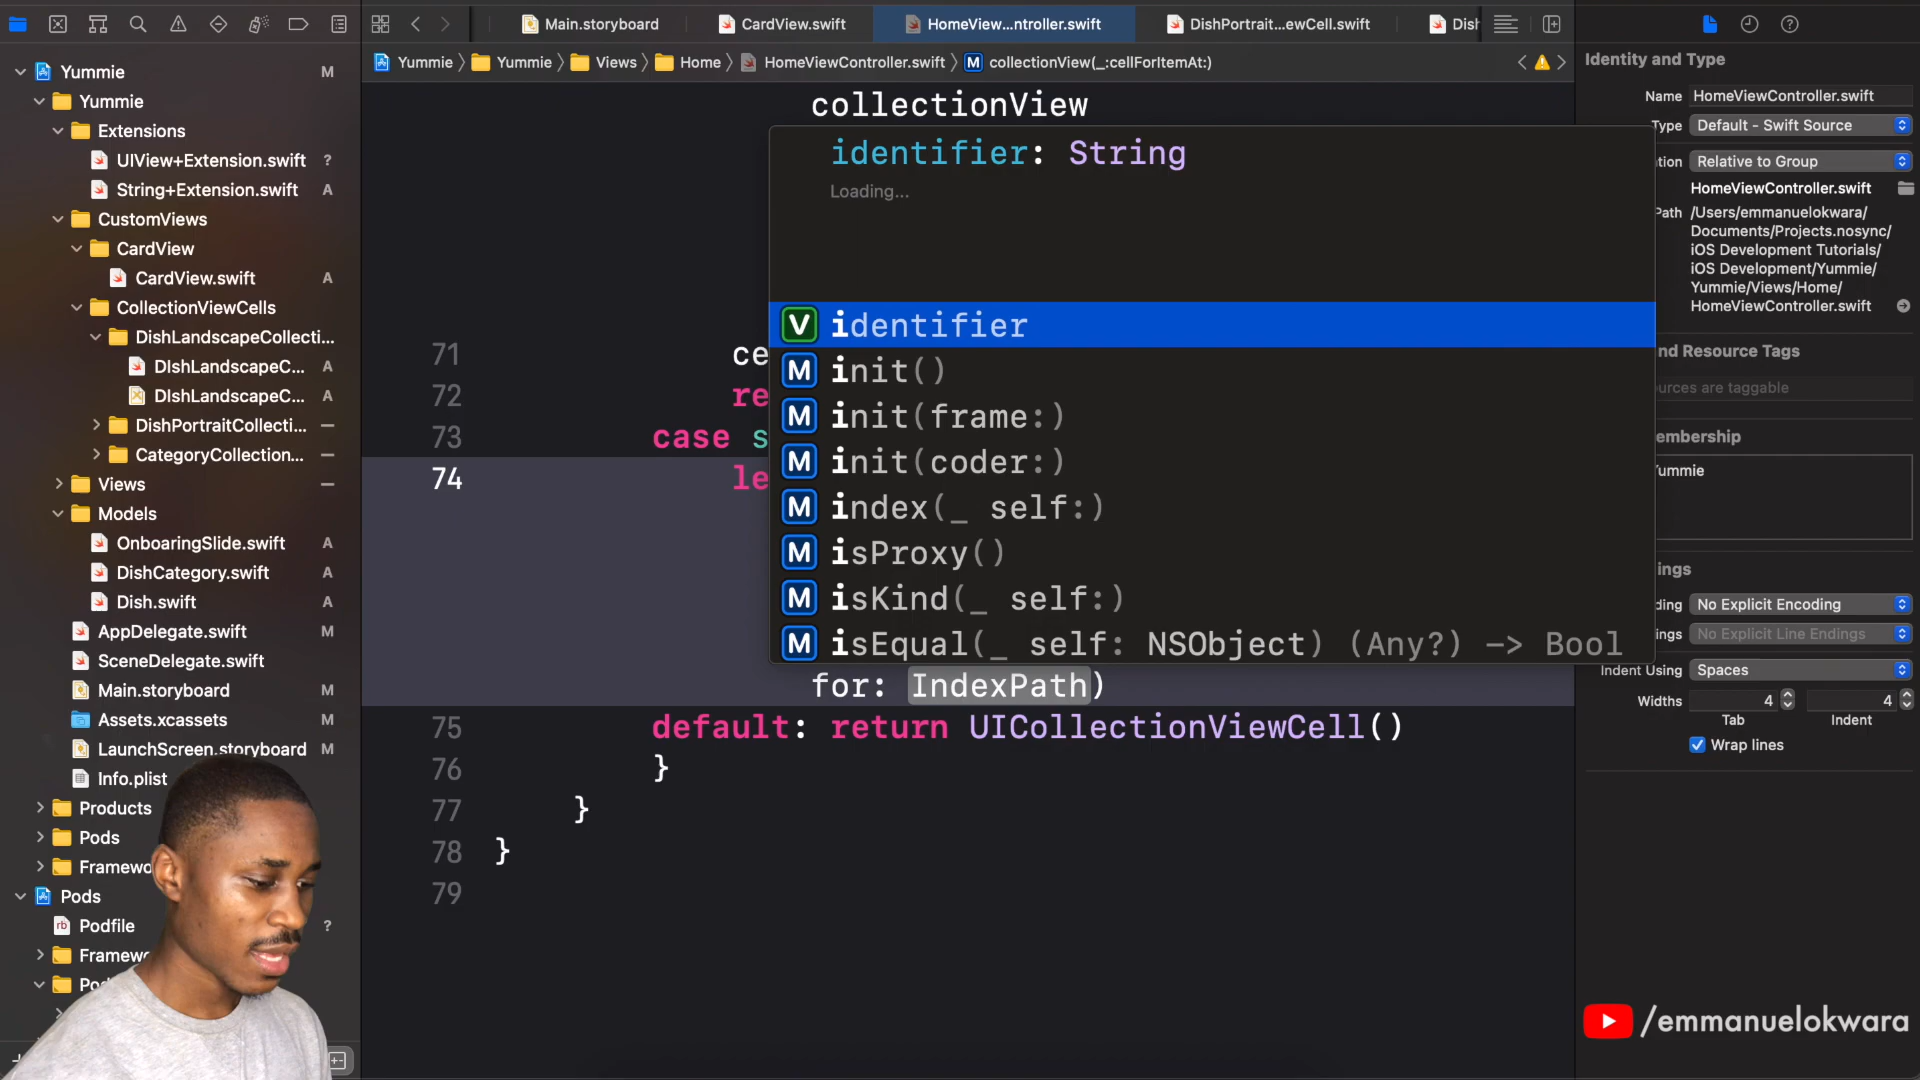 Main.storyboard
CardView.swift
HomeView...ntroller.swift
DishPortrait...ewCell.swift
Yummie
Yummie
Views
Home
HomeViewController.swift
collectionView(_:cellForItemAt:)
Yummie M
Yummie
Extensions
UIView+Extension.swift ?
String+Extension.swift A
CustomViews
CardView
CardView.swift A
CollectionViewCells
DishLandscapeCollecti...
DIshLandscapeC... A
DIshLandscapeC... A
DishPortraitCollecti...
CategoryCollection...
Views
Models
OnboaringSlide.swift A
DishCategory.swift A
Dish.swift A
AppDelegate.swift M
SceneDelegate.swift
Main.storyboard M
Assets.xcassets M
LaunchScreen.storyboard M
Info.plist
Products
Pods
Pods
Podfile ?
collectionView
identifier: String
Loading...
V identifier
M init()
M init(frame:)
M init(coder:)
M index(_ self:)
M isProxy()
M isKind(_ self:)
M isEqual(_ self: NSObject) (Any?) -> Bool
71
72
73 case
74
for: IndexPath)
75 default: return UICollectionViewCell()
76 }
77 }
78 }
79
Identity and Type
Name HomeViewController.swift
Type Default - Swift Source
Relative to Group
HomeViewController.swift
Path /Users/emmanuelokwara/
Documents/Projects.nosync/
iOS Development Tutorials/
iOS Development/Yummie/
Yummie/Views/Home/
HomeViewController.swift
Resource Tags
are taggable
No Explicit Encoding
No Explicit Line Endings
Indent Using Spaces
Widths 4 4
Tab Indent
Wrap lines
/emmanuelokwara